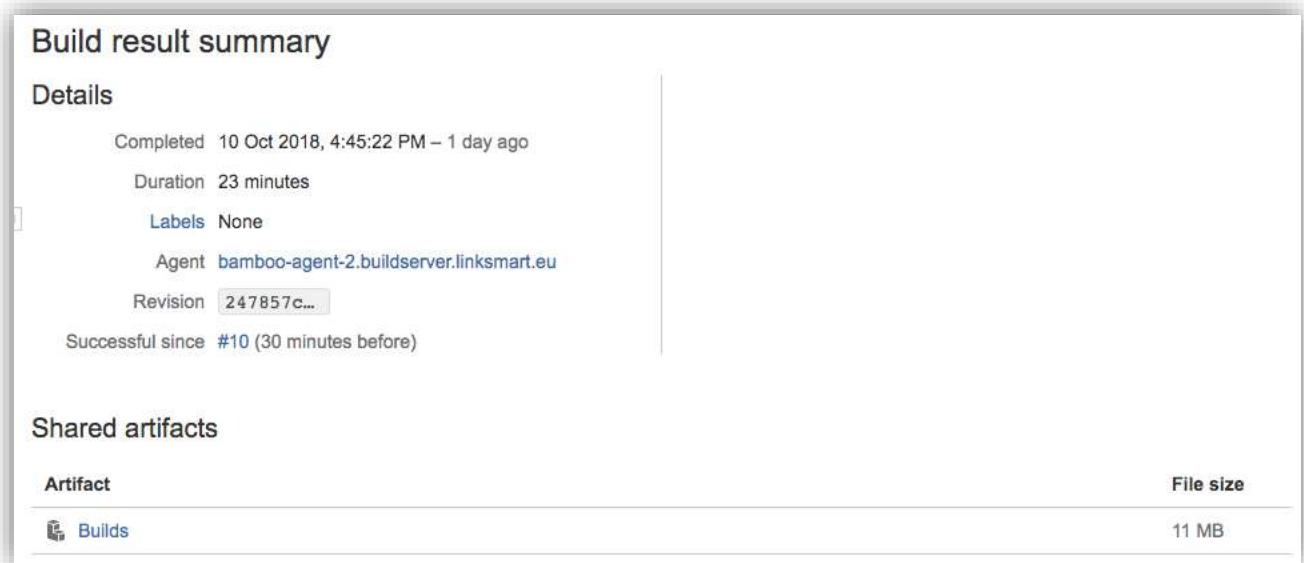 Build result summary
Details
Completed 10 Oct 2018, 4:45:22 PM – 1 day ago
Duration 23 minutes
Labels None
Agent bamboo-agent-2.buildserver.linksmart.eu
Revision 247857c…
Successful since #10 (30 minutes before)
Shared artifacts
Artifact File size
Builds 11 MB